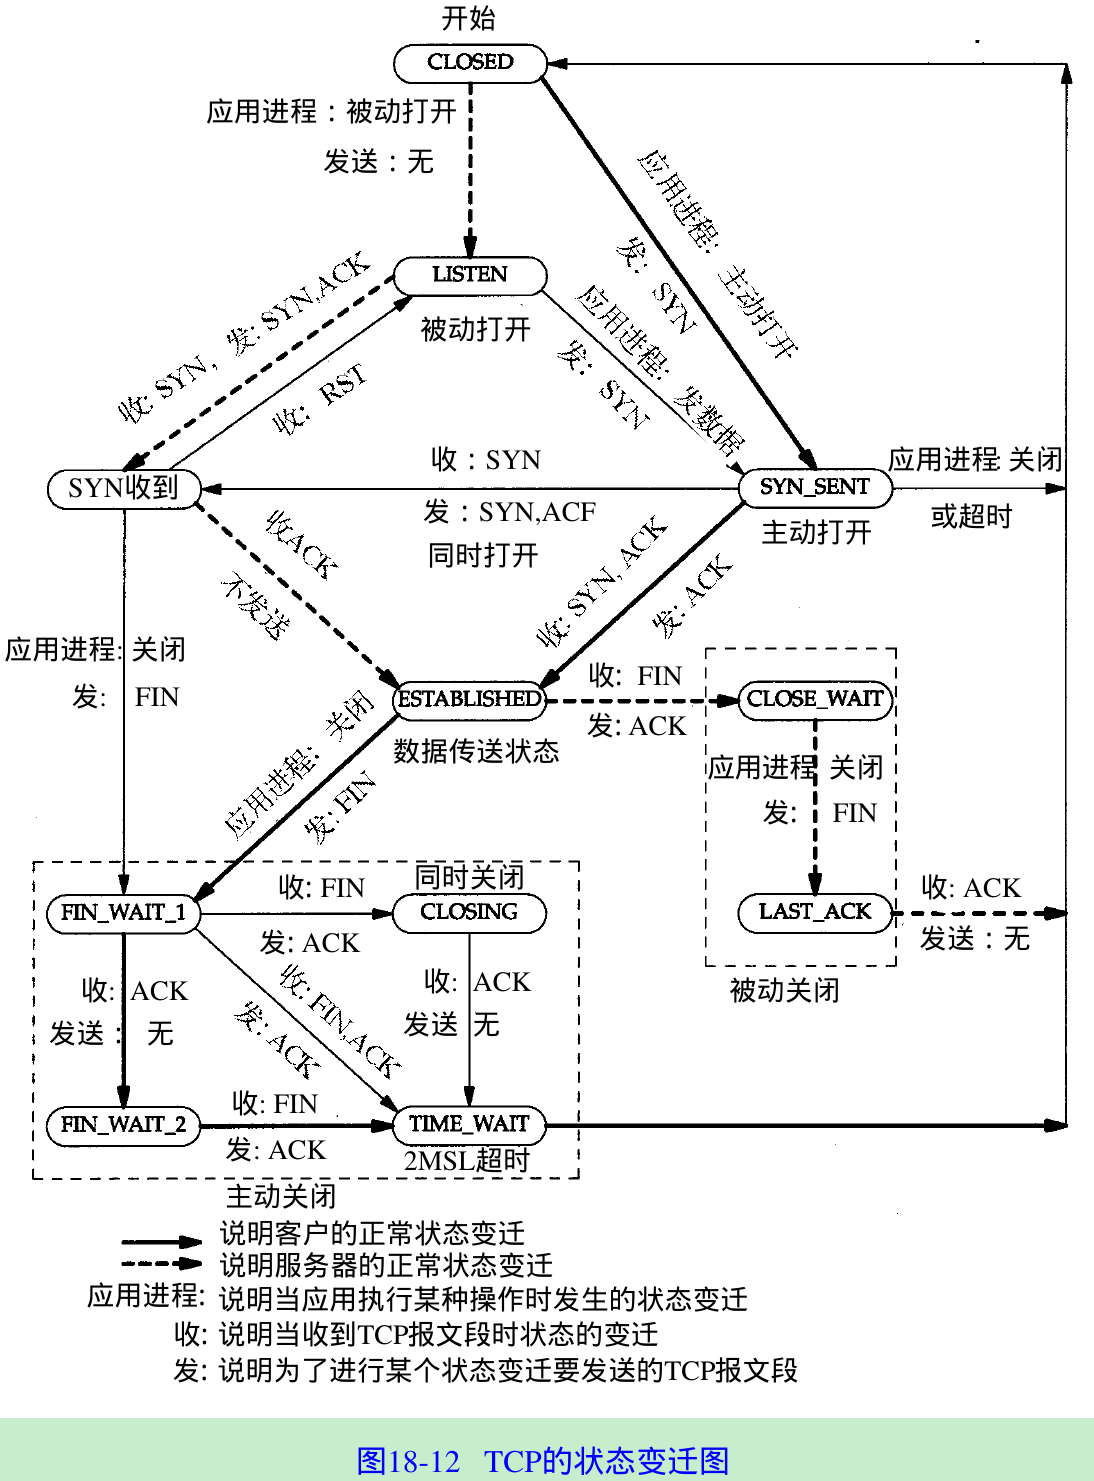 开始
CLOSED
应用进程：被动打开
发送：无
应用进程：主动打开
发：SYN
LISTEN
被动打开
收: SYN，发: SYN,ACK
收：RST
应用进程：发数据
发：SYN
收：SYN
发：SYN,ACF
同时打开
SYN收到
SYN_SENT
主动打开
应用进程: 关闭
或超时
收ACK
不发送
收: SYN, ACK
发: ACK
应用进程: 关闭
发: FIN
ESTABLISHED
数据传送状态
收: FIN
发: ACK
CLOSE_WAIT
应用进程 关闭
发: FIN
LAST_ACK
收: ACK
发送：无
被动关闭
应用进程：关闭
发: FIN
FIN_WAIT_1
收: FIN
发: ACK
同时关闭
CLOSING
收: ACK
发送： 无
收: FIN,ACK
发: ACK
收: ACK
发送 无
FIN_WAIT_2
收: FIN
发: ACK
TIME_WAIT
2MSL超时
主动关闭
说明客户的正常状态变迁
说明服务器的正常状态变迁
应用进程: 说明当应用执行某种操作时发生的状态变迁
收: 说明当收到TCP报文段时状态的变迁
发: 说明为了进行某个状态变迁要发送的TCP报文段
图18-12 TCP的状态变迁图